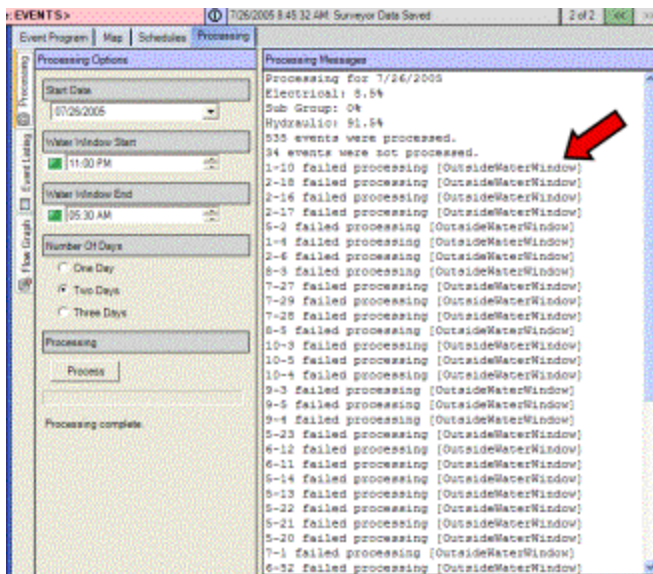 EVENTS>
7/26/2005 8:45:32 AM: Surveyor Data Saved
2 of 2
<<
Event Program
Map
Schedules
Processing
Processing
Event Listing
Flow Graph
Processing Options
Start Date
07/26/2005
Water Window Start
11:00 PM
Water Window End
05:30 AM
Number Of Days
One Day
Two Days
Three Days
Processing
Process
Processing complete.
Processing Messages
Processing for 7/26/2005
Electrical: 8.5%
Sub Group: 0%
Hydraulic: 91.5%
535 events were processed.
34 events were not processed.
1-10 failed processing [OutsideWaterWindow]
2-18 failed processing [OutsideWaterWindow]
2-16 failed processing [OutsideWaterWindow]
2-17 failed processing [OutsideWaterWindow]
5-2 failed processing [OutsideWaterWindow]
1-4 failed processing [OutsideWaterWindow]
2-6 failed processing [OutsideWaterWindow]
8-3 failed processing [OutsideWaterWindow]
7-27 failed processing [OutsideWaterWindow]
7-29 failed processing [OutsideWaterWindow]
7-28 failed processing [OutsideWaterWindow]
8-5 failed processing [OutsideWaterWindow]
10-3 failed processing [OutsideWaterWindow]
10-5 failed processing [OutsideWaterWindow]
10-4 failed processing [OutsideWaterWindow]
9-3 failed processing [OutsideWaterWindow]
9-5 failed processing [OutsideWaterWindow]
9-4 failed processing [OutsideWaterWindow]
5-23 failed processing [OutsideWaterWindow]
6-12 failed processing [OutsideWaterWindow]
6-11 failed processing [OutsideWaterWindow]
5-14 failed processing [OutsideWaterWindow]
5-13 failed processing [OutsideWaterWindow]
5-22 failed processing [OutsideWaterWindow]
5-21 failed processing [OutsideWaterWindow]
5-20 failed processing [OutsideWaterWindow]
7-1 failed processing [OutsideWaterWindow]
6-32 failed processing [OutsideWaterWindow]